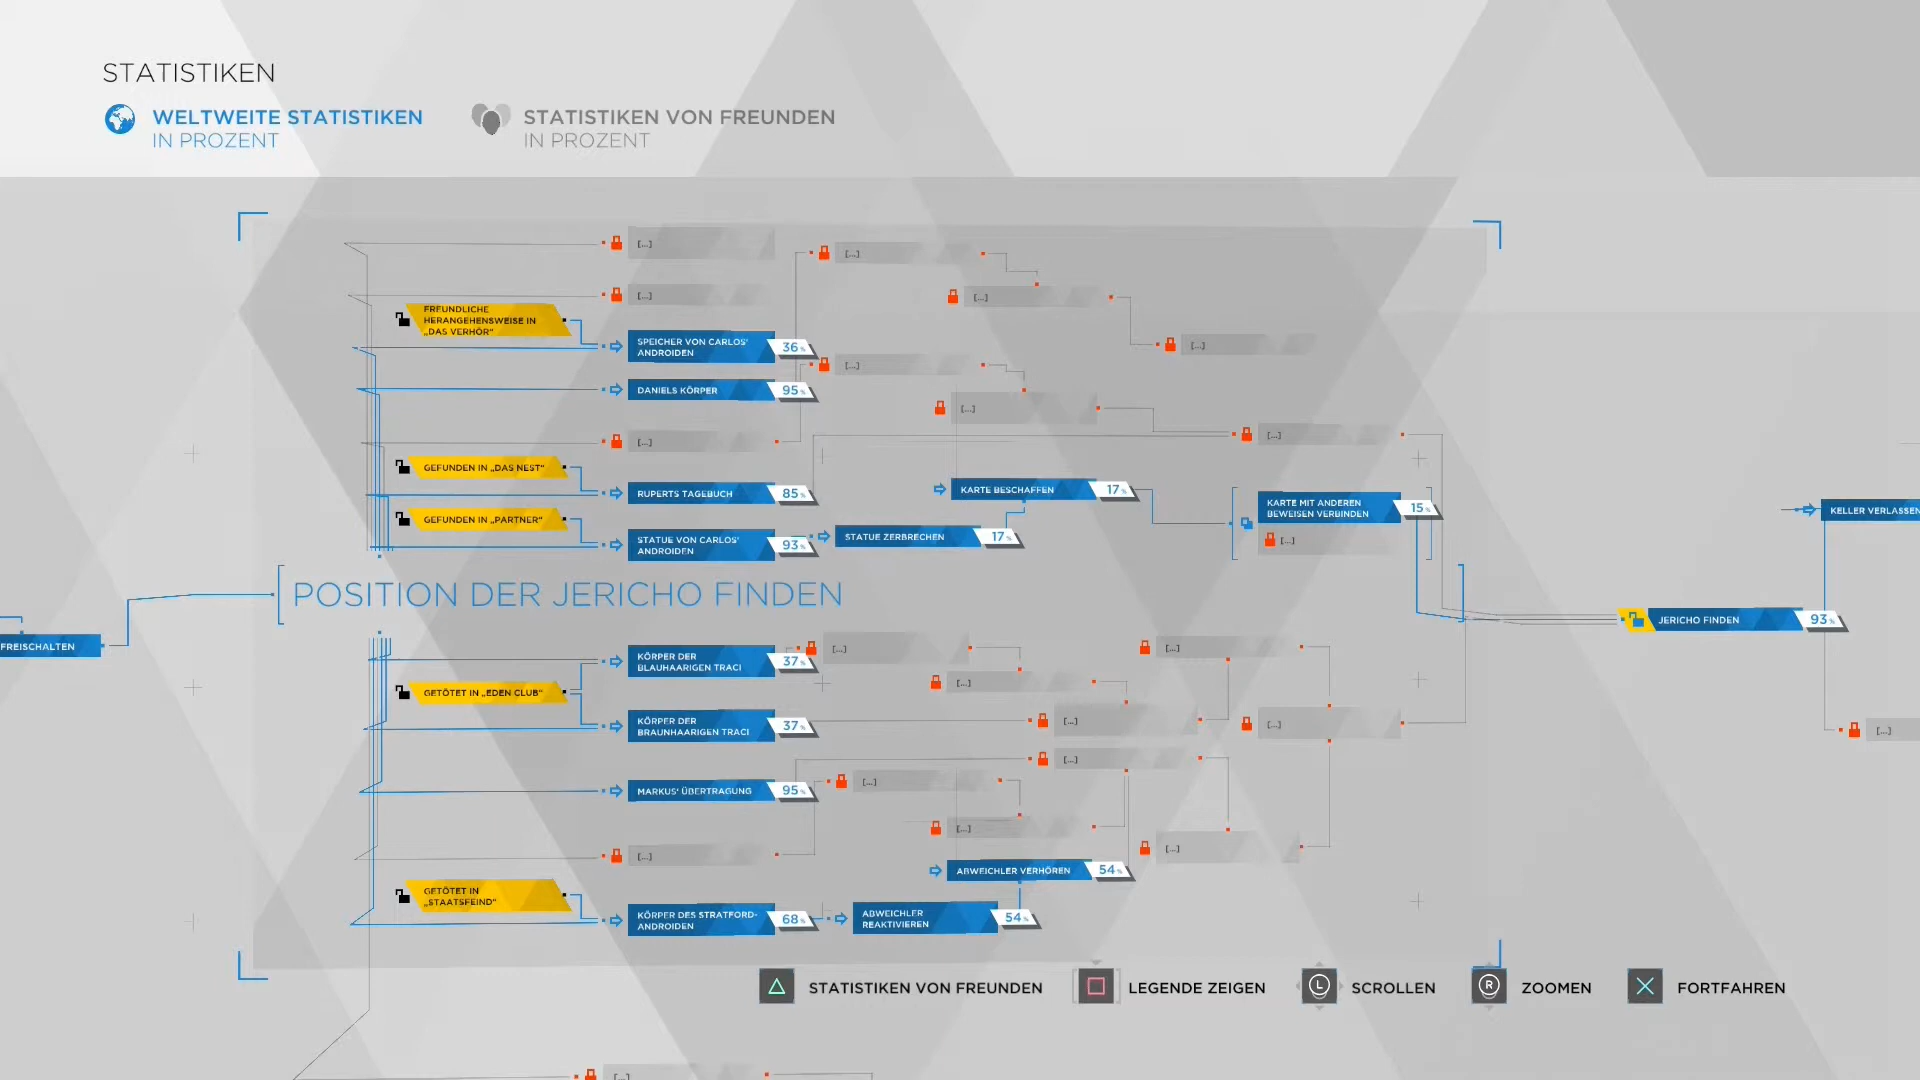 STATISTIKEN
WELTWEITE STATISTIKEN
IN PROZENT
STATISTIKEN VON FREUNDEN
IN PROZENT
[...]
[...]
[...]
[...]
FREUNDLICHE
HERANGEHENSWEISE IN
„DAS VERHÖR“
SPEICHER VON CARLOS'
ANDROIDEN
36%
[...]
[...]
DANIELS KÖRPER
95%
[...]
[...]
[...]
GEFUNDEN IN „DAS NEST“
RUPERTS TAGEBUCH
85%
KARTE BESCHAFFEN
17%
KARTE MIT ANDEREN
BEWEISEN VERBINDEN
15%
KELLER VERLASSEN
GEFUNDEN IN „PARTNER“
STATUE VON CARLOS'
ANDROIDEN
93%
STATUE ZERBRECHEN
17%
[...]
POSITION DER JERICHO FINDEN
JERICHO FINDEN
93%
FREISCHALTEN
KÖRPER DER
BLAUHAARIGEN TRACI
37%
[...]
[...]
[...]
GETÖTET IN „EDEN CLUB“
KÖRPER DER
BRAUNHAARIGEN TRACI
37%
[...]
[...]
[...]
[...]
MARKUS' ÜBERTRAGUNG
95%
[...]
[...]
[...]
[...]
ABWEICHLER VERHÖREN
54%
GETÖTET IN
„STAATSFEIND“
KÖRPER DES STRATFORD-
ANDROIDEN
68%
ABWEICHLER
REAKTIVIEREN
54%
STATISTIKEN VON FREUNDEN
LEGENDE ZEIGEN
L
SCROLLEN
R
ZOOMEN
FORTFAHREN
[...]